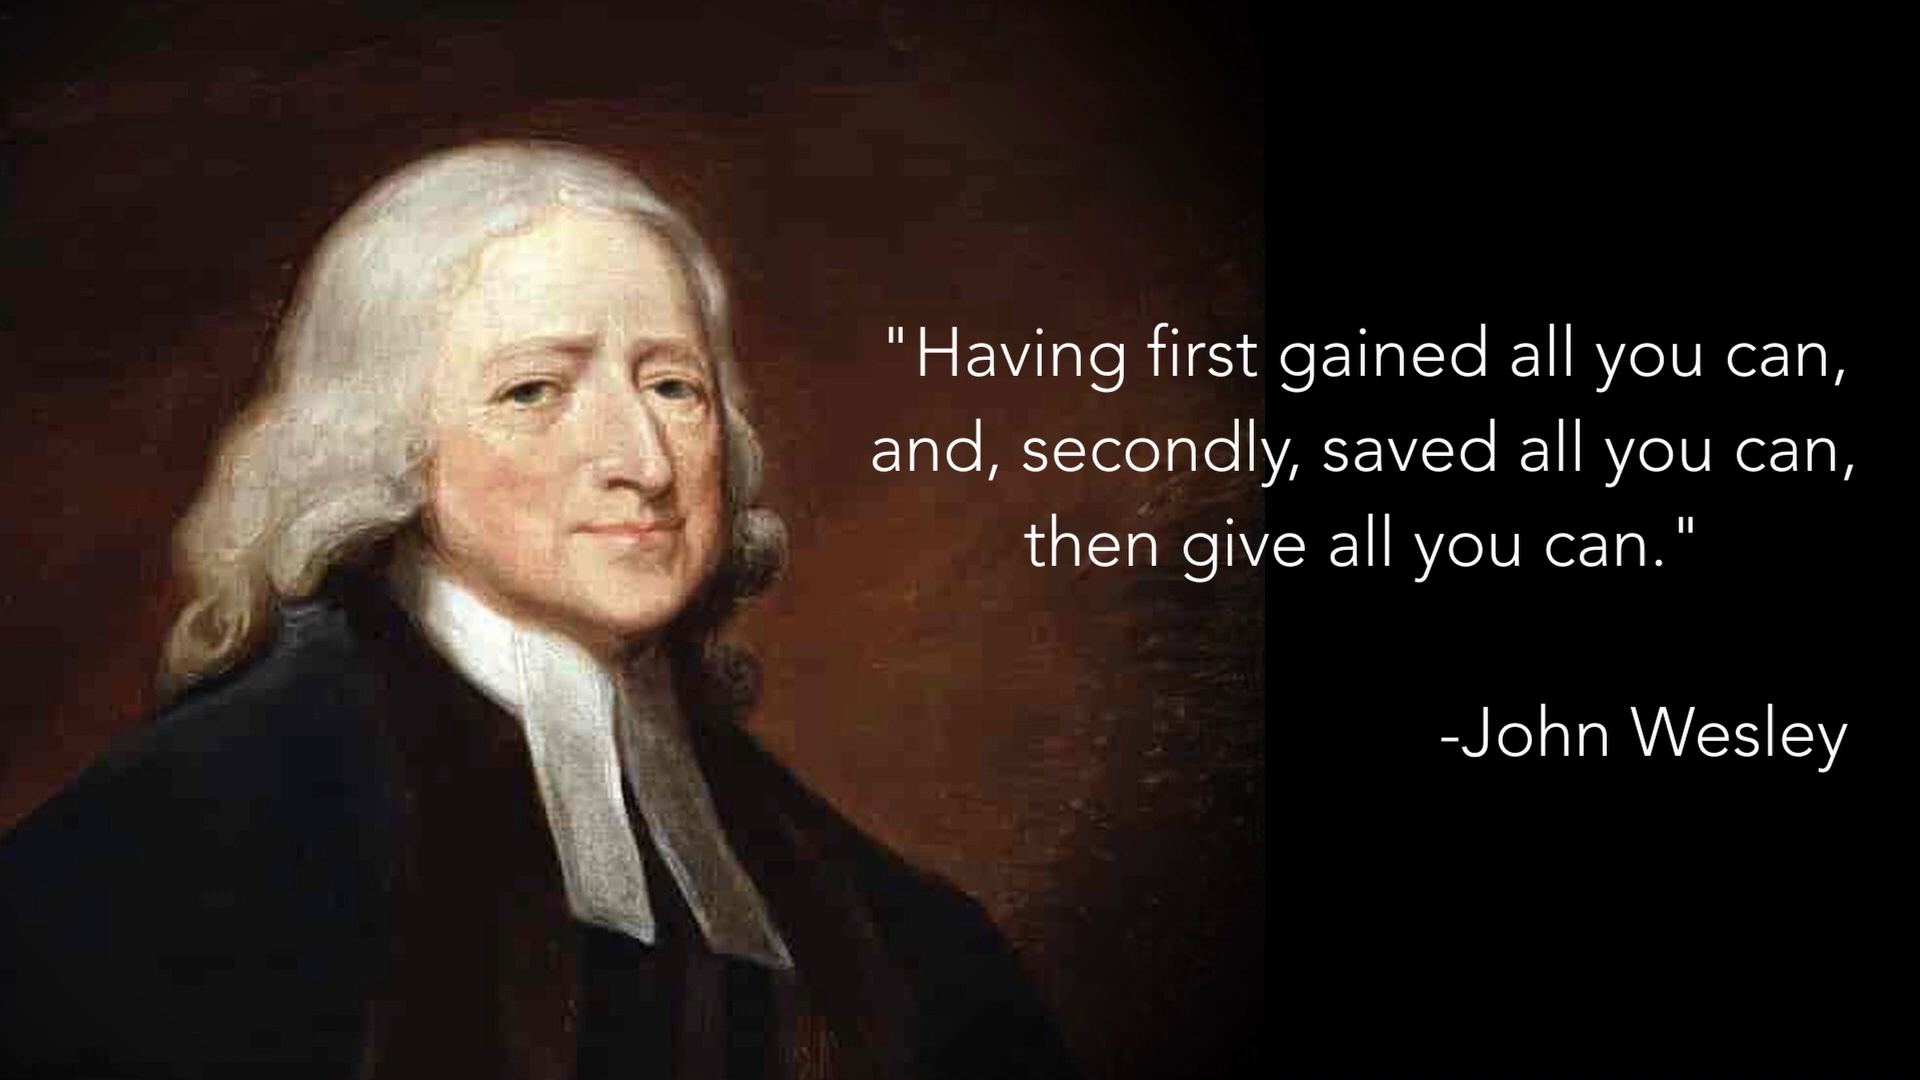 "Having first gained all you can,
and, secondly, saved all you can,
then give all you can."
-John Wesley